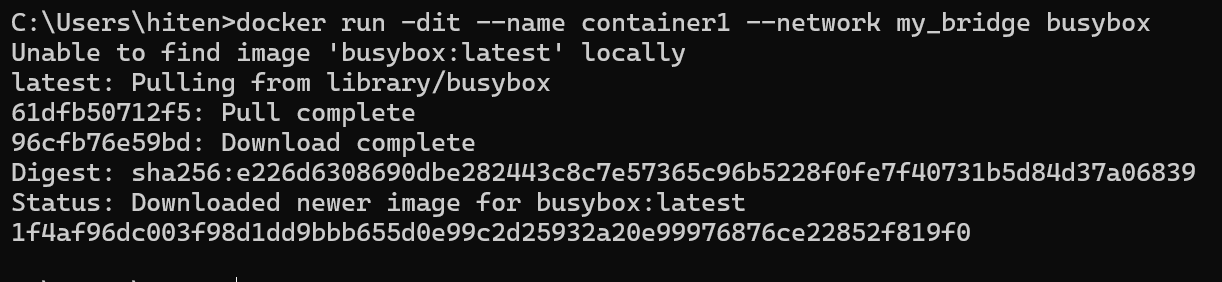 C:\Users\hiten>docker run -dit --name container1 --network my_bridge busybox
Unable to find image 'busybox:latest' locally
latest: Pulling from library/busybox
61dfb50712f5: Pull complete
96cfb76e59bd: Download complete
Digest: sha256:e226d6308690dbe282443c8c7e57365c96b5228f0fe7f40731b5d84d37a06839
Status: Downloaded newer image for busybox:latest
1f4af96dc003f98d1dd9bbb655d0e99c2d25932a20e99976876ce22852f819f0